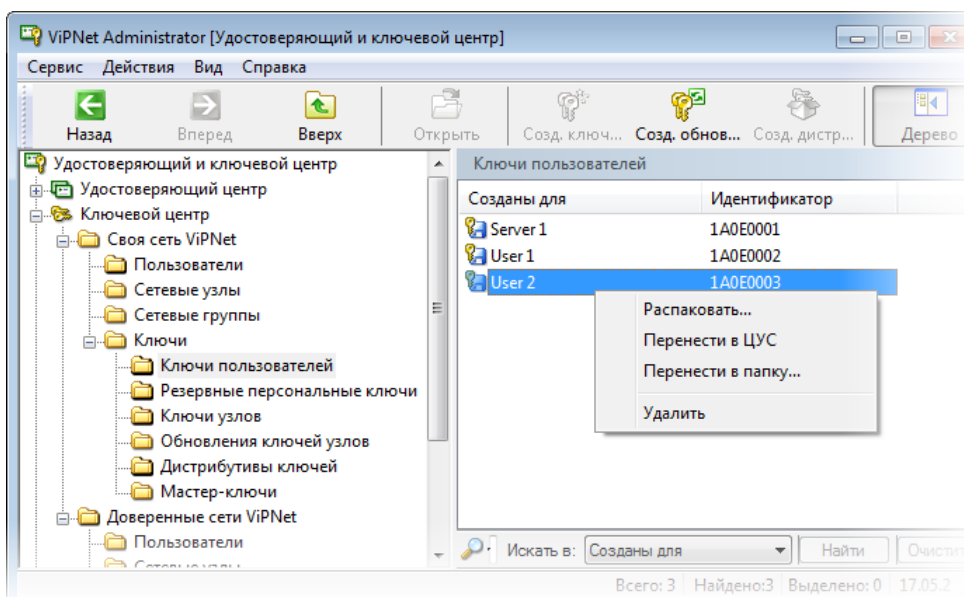 ViPNet Administrator [Удостоверяющий и ключевой центр]
Сервис Действия Вид Справка
Назад Вперед Вверх Открыть Созд. ключ... Созд. обнов... Созд. дистр... Дерево
Удостоверяющий и ключевой центр
Удостоверяющий центр
Ключевой центр
Своя сеть ViPNet
Пользователи
Сетевые узлы
Сетевые группы
Ключи
Ключи пользователей
Резервные персональные ключи
Ключи узлов
Обновления ключей узлов
Дистрибутивы ключей
Мастер-ключи
Доверенные сети ViPNet
Пользователи
Сетевые узлы
Ключи пользователей
Созданы для Идентификатор
Server 1 1A0E0001
User 1 1A0E0002
User 2 1A0E0003
Распаковать...
Перенести в ЦУС
Перенести в папку...
Удалить
Искать в: Созданы для Найти Очистит
Всего: 3 Найдено:3 Выделено: 0 17.05.2